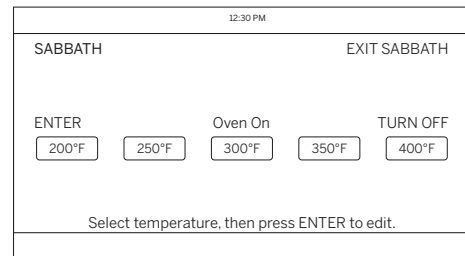 12:30 PM
SABBATH EXIT SABBATH
ENTER Oven On TURN OFF
200°F 250°F 300°F 350°F 400°F
Select temperature, then press ENTER to edit.